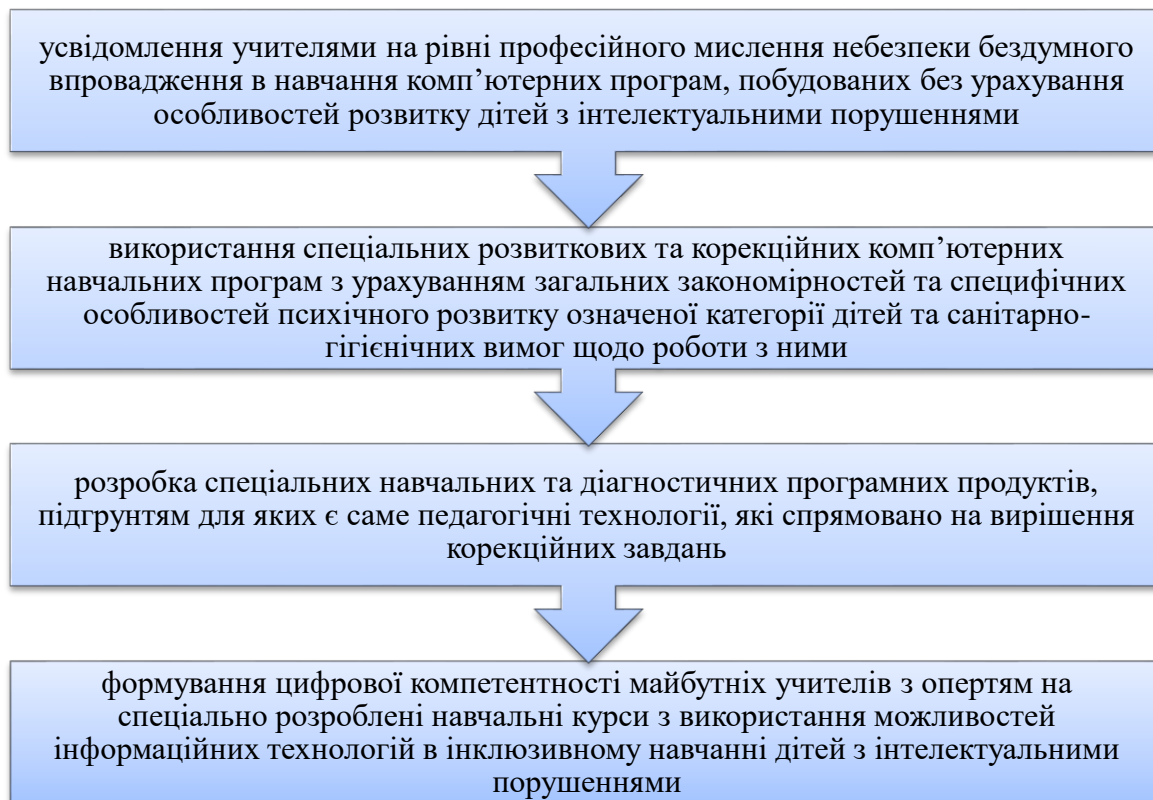 усвідомлення учителями на рівні професійного мислення небезпеки бездумного
впровадження в навчання комп’ютерних програм, побудованих без урахування
особливостей розвитку дітей з інтелектуальними порушеннями
використання спеціальних розвиткових та корекційних комп’ютерних
навчальних програм з урахуванням загальних закономірностей та специфічних
особливостей психічного розвитку означеної категорії дітей та санітарно-
гігієнічних вимог щодо роботи з ними
розробка спеціальних навчальних та діагностичних програмних продуктів,
підгрунтям для яких є саме педагогічні технології, які спрямовано на вирішення
корекційних завдань
формування цифрової компетентності майбутніх учителів з опертям на
спеціально розроблені навчальні курси з використання можливостей
інформаційних технологій в інклюзивному навчанні дітей з інтелектуальними
порушеннями